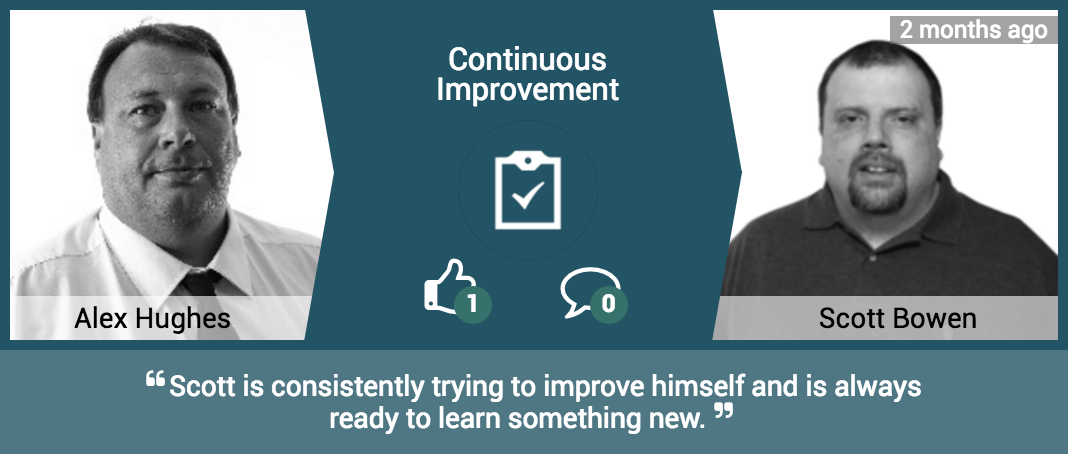 2 months ago
Continuous
Improvement
1
0
Alex Hughes
Scott Bowen
“Scott is consistently trying to improve himself and is always
ready to learn something new. ”